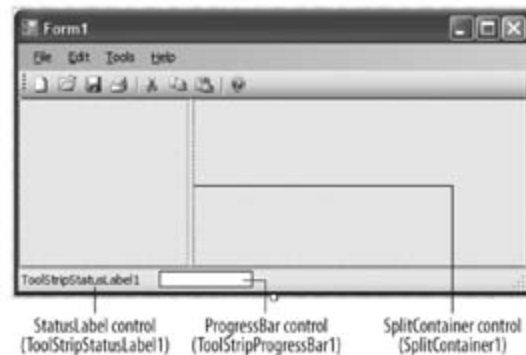 Form1
File Edit Tools Help
ToolStripStatusLabel1
StatusLabel control
(ToolStripStatusLabel1)
ProgressBar control
(ToolStripProgressBar1)
SplitContainer control
(SplitContainer1)